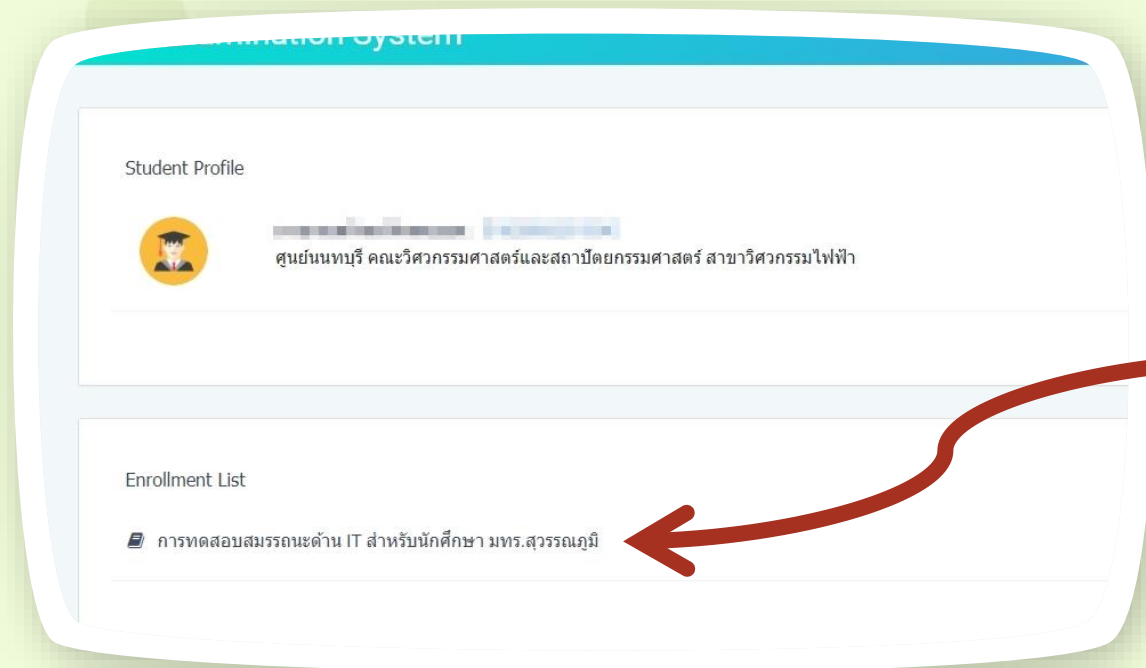 System
Student Profile
ศูนย์นนทบุรี คณะวิศวกรรมศาสตร์และสถาปัตยกรรมศาสตร์ สาขาวิศวกรรมไฟฟ้า
Enrollment List
การทดสอบสมรรถนะด้าน IT สำหรับนักศึกษา มทร.สุวรรณภูมิ